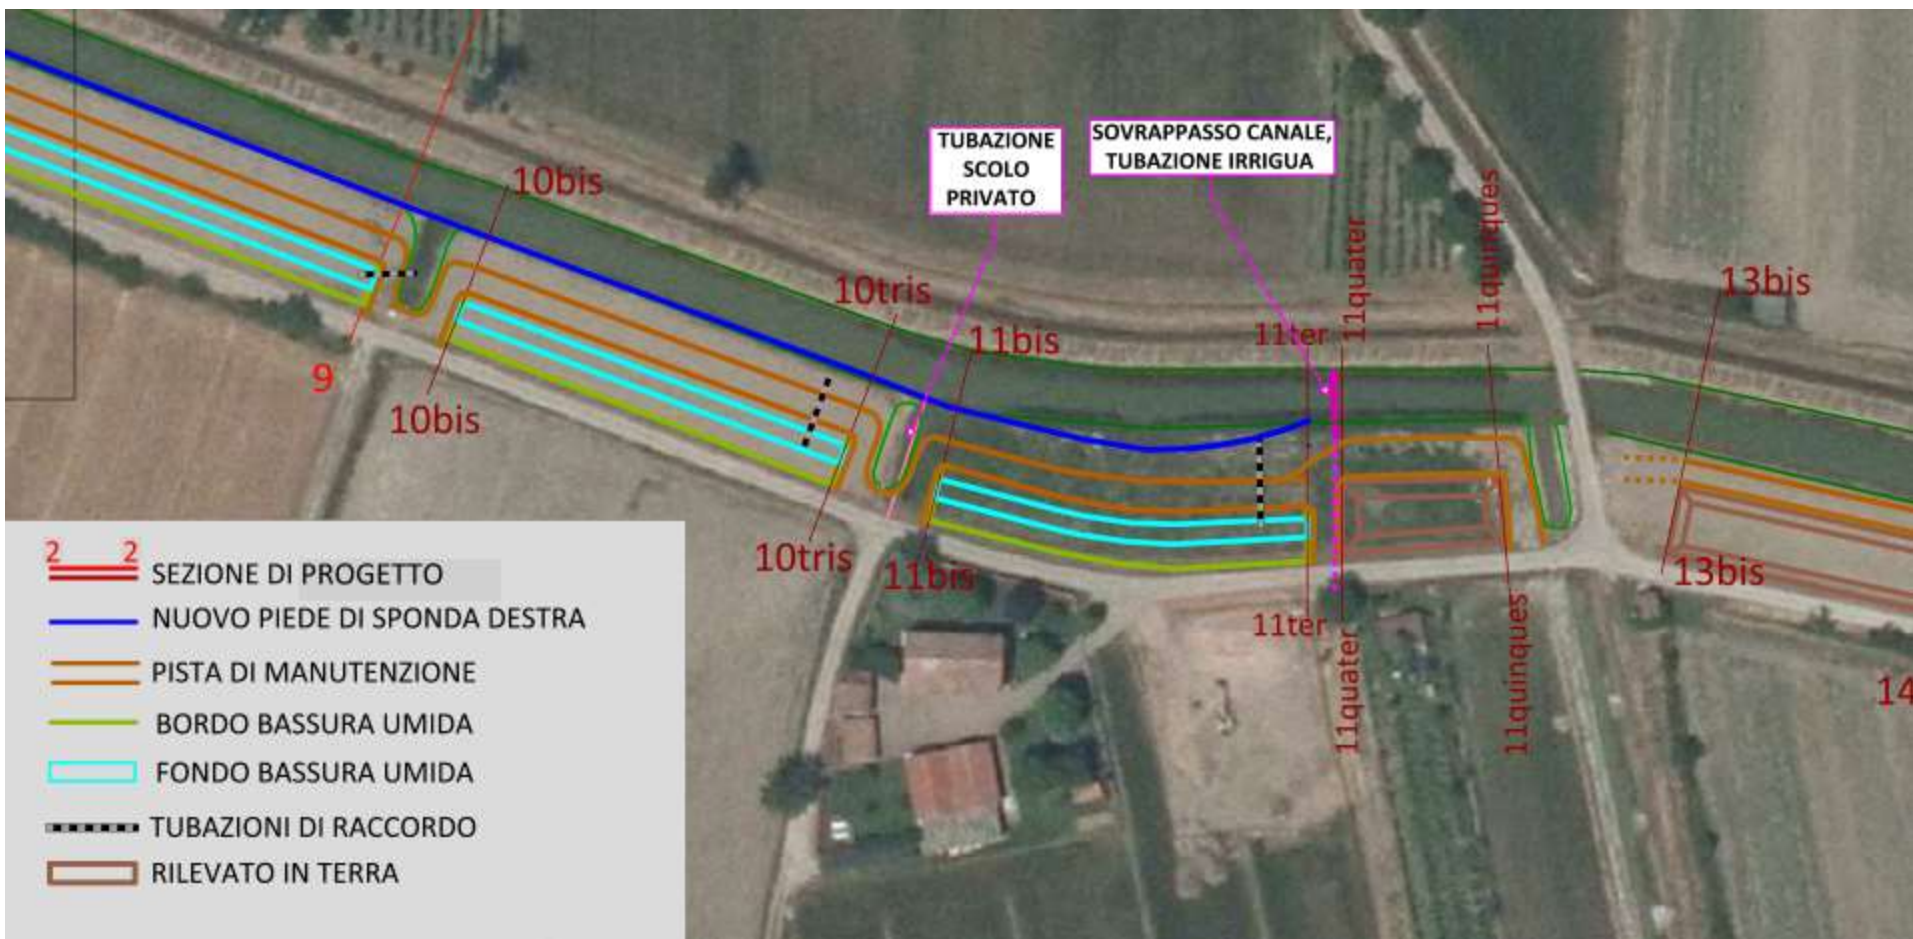 TUBAZIONE
SCOLO
PRIVATO
SOVRAPPASSO CANALE,
TUBAZIONE IRRIGUA
10bis
10tris
11bis
11ter
11quater
11quinques
13bis
9
10bis
10tris
11bis
11ter
11quater
11quinques
13bis
14
2 2
SEZIONE DI PROGETTO
NUOVO PIEDE DI SPONDA DESTRA
PISTA DI MANUTENZIONE
BORDO BASSURA UMIDA
FONDO BASSURA UMIDA
TUBAZIONI DI RACCORDO
RILEVATO IN TERRA